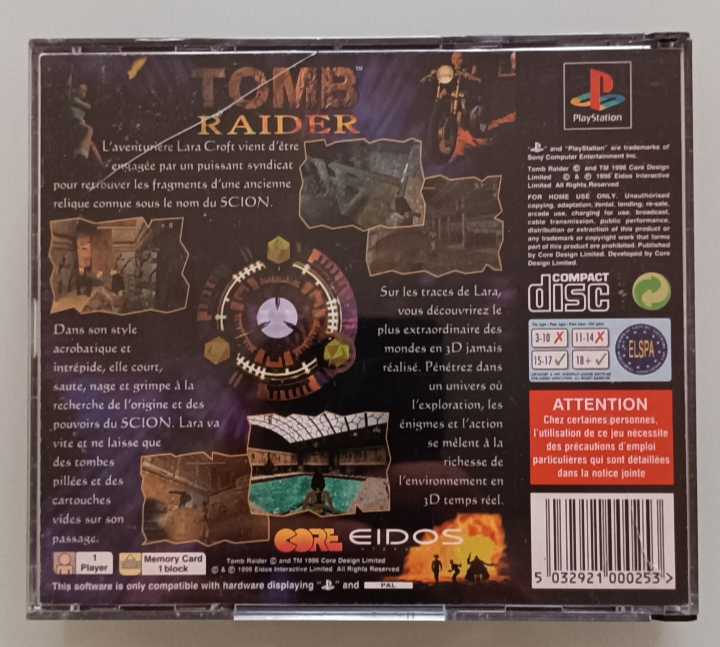 TOMB™
RAIDER
L'aventurière Lara Croft vient d'être
engagée par un puissant syndicat
pour retrouver les fragments d'une ancienne
relique connue sous le nom du SCION.
Dans son style
acrobatique et
intrépide, elle court,
saute, nage et grimpe à la
recherche de l'origine et des
pouvoirs du SCION. Lara va
vite et ne laisse que
des tombes
pillées et des
cartouches
vides sur son
passage.
Sur les traces de Lara,
vous découvrirez le
plus extraordinaire des
mondes en 3D jamais
réalisé. Pénétrez dans
un univers où
l'exploration, les
énigmes et l'action
se mêlent à la
richesse de
l'environnement en
3D temps réel.
CORE EIDOS
1
Player
Memory Card
1 block
Tomb Raider © and TM 1996 Core Design Limited
© & ℗ 1996 Eidos Interactive Limited All Rights Reserved
This software is only compatible with hardware displaying "PS" and PAL
PlayStation
"PS" and "PlayStation" are trademarks of
Sony Computer Entertainment Inc.
Tomb Raider © and TM 1996 Core Design
Limited © & ℗ 1996 Eidos Interactive
Limited All Rights Reserved
FOR HOME USE ONLY. Unauthorised
copying, adaptation, rental, lending, re-sale,
arcade use, charging for use, broadcast,
cable transmission, public performance,
distribution or extraction of this product or
any trademark or copyright work that forms
part of this product are prohibited. Published
by Core Design Limited. Developed by Core
Design Limited.
COMPACT
disc
3-10 ✗ 11-14 ✗
15-17 ✓ 18+ ✓
ELSPA
ATTENTION
Chez certaines personnes,
l'utilisation de ce jeu nécessite
des précautions d'emploi
particulières qui sont détaillées
dans la notice jointe
5 032921 000253 >